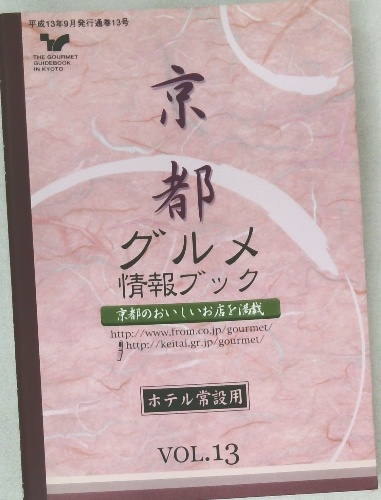 平成13年9月発行通巻13号
THE GOURMET
GUIDEBOOK
IN KYOTO
京都
グルメ
情報ブック
京都のおいしいお店を満戯
http://www.from.co.jp/gourmet/
http://keitai.gr.jp/gourmet/
ホテル常設用
VOL.13